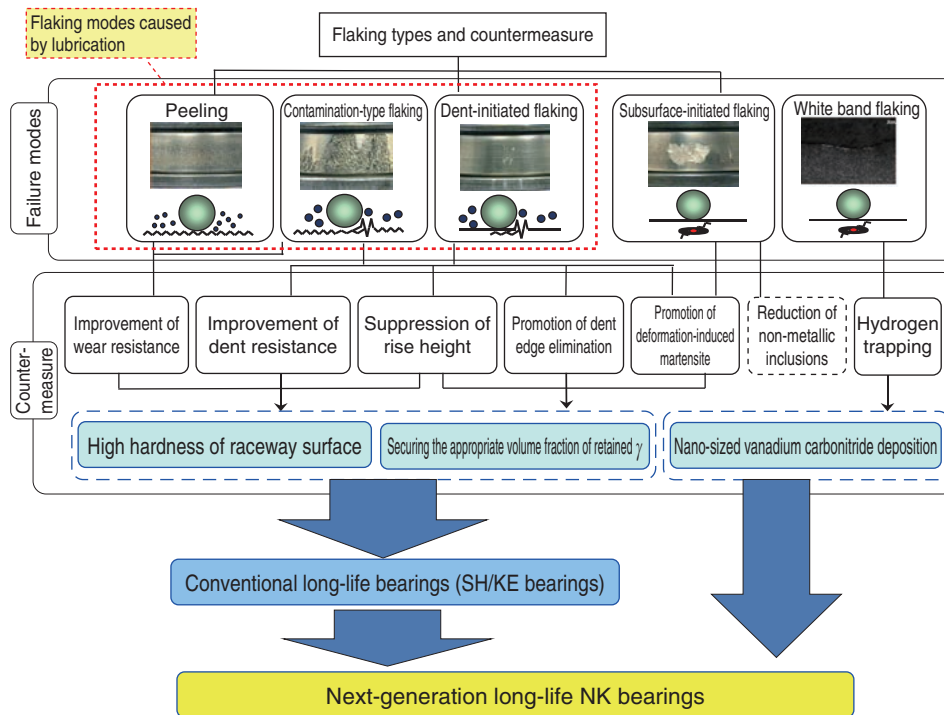 Flaking modes caused
by lubrication
Flaking types and countermeasure
Failure modes
Peeling
Contamination-type flaking
Dent-initiated flaking
Subsurface-initiated flaking
White band flaking
Counter-
measure
Improvement of
wear resistance
Improvement of
dent resistance
Suppression of
rise height
Promotion of dent
edge elimination
Promotion of
deformation-induced
martensite
Reduction of
non-metallic
inclusions
Hydrogen
trapping
High hardness of raceway surface
Securing the appropriate volume fraction of retained γ
Nano-sized vanadium carbonitride deposition
Conventional long-life bearings (SH/KE bearings)
Next-generation long-life NK bearings